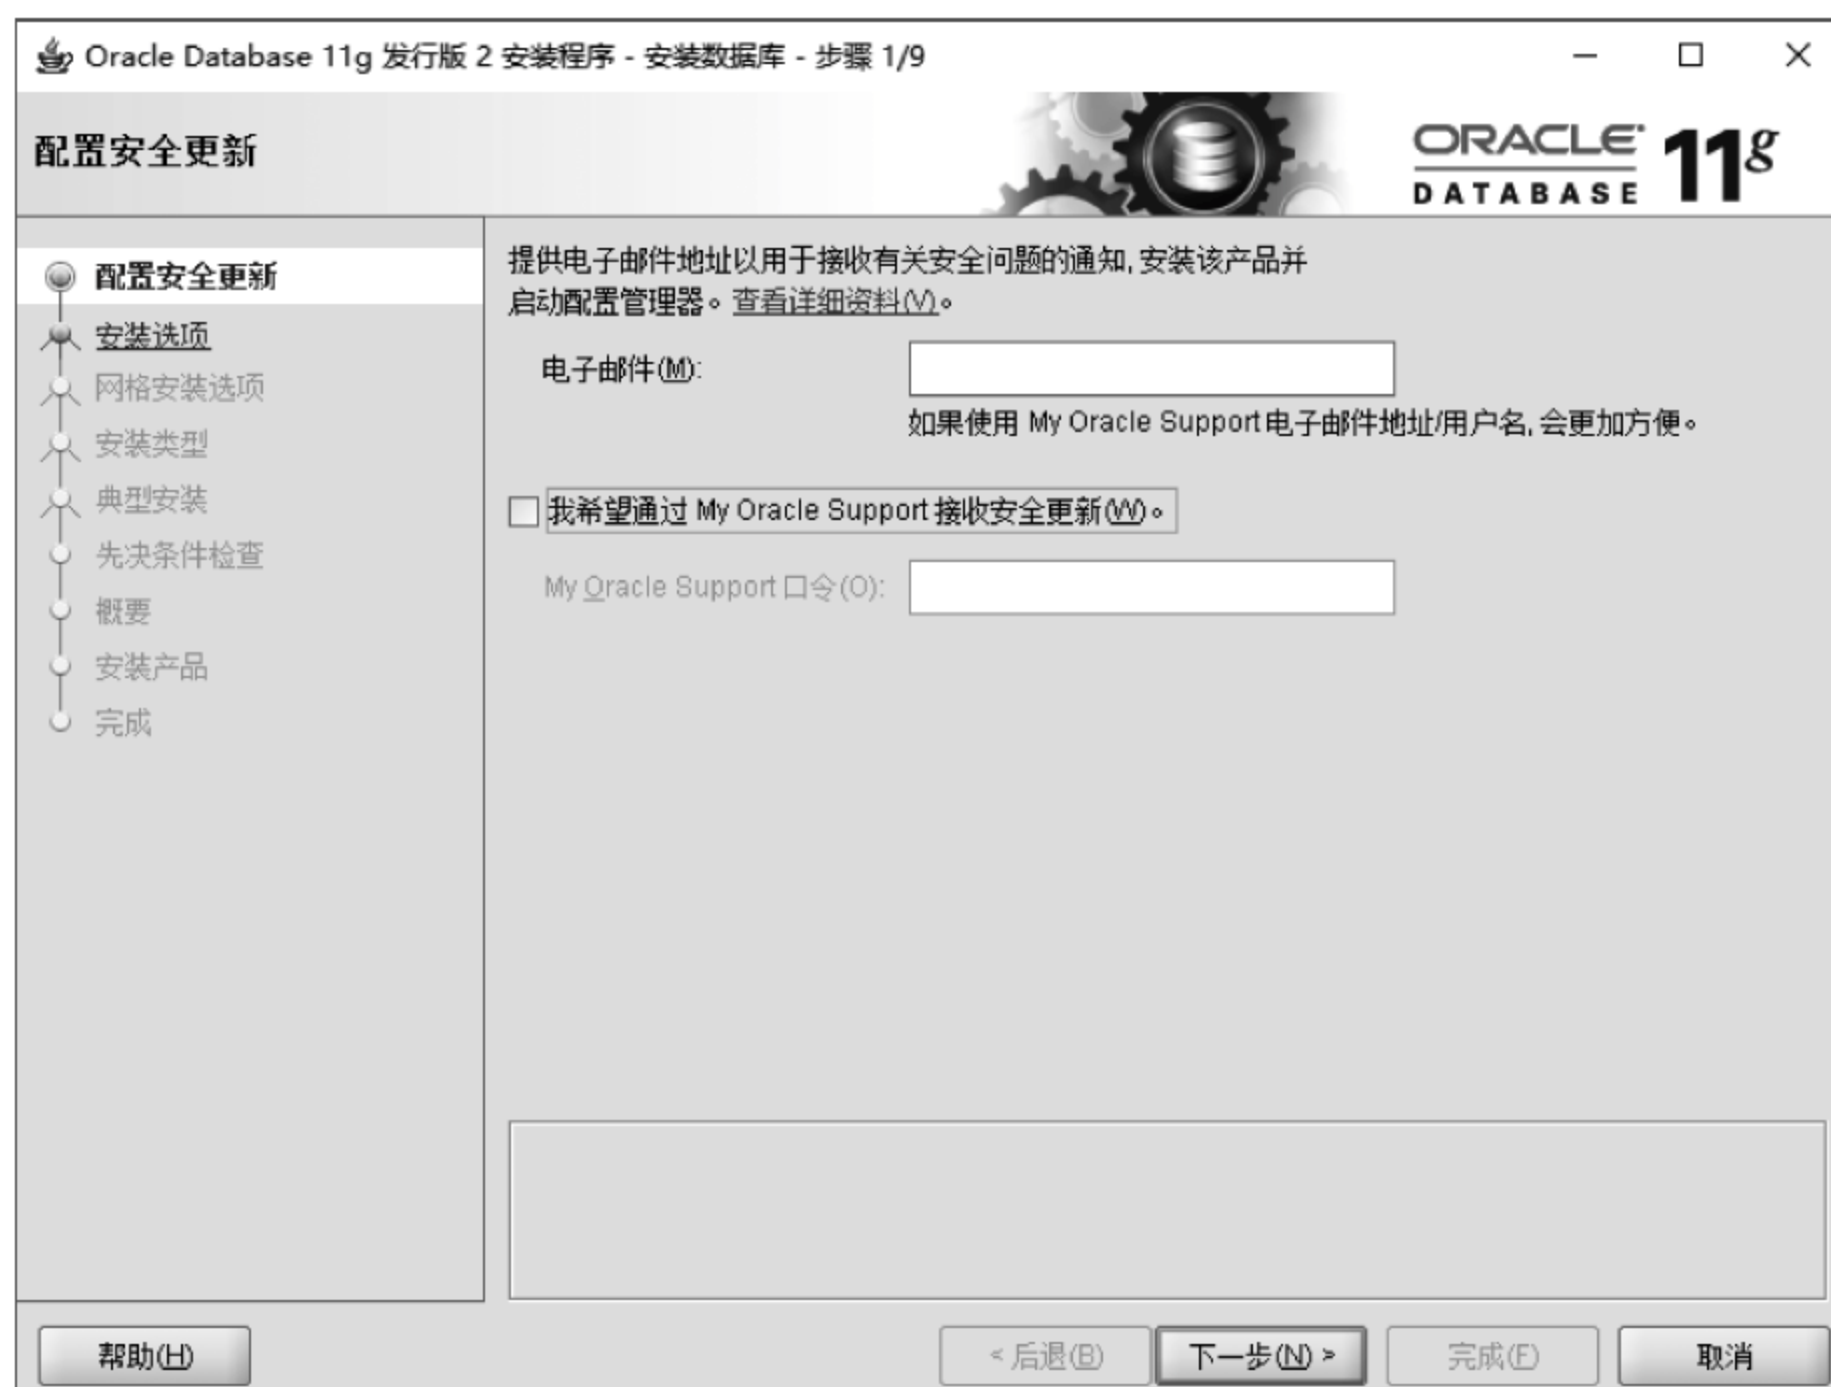 Oracle Database 11g 发行版 2 安装程序 - 安装数据库 - 步骤 1/9
配置安全更新
ORACLE
DATABASE
11g
配置安全更新
安装选项
网格安装选项
安装类型
典型安装
先决条件检查
概要
安装产品
完成
提供电子邮件地址以用于接收有关安全问题的通知, 安装该产品并
启动配置管理器。查看详细资料(V)。
电子邮件(M):
如果使用 My Oracle Support 电子邮件地址/用户名, 会更加方便。
我希望通过 My Oracle Support 接收安全更新(W)。
My Oracle Support 口令(O):
帮助(H)
< 后退(B)
下一步(N) >
完成(F)
取消